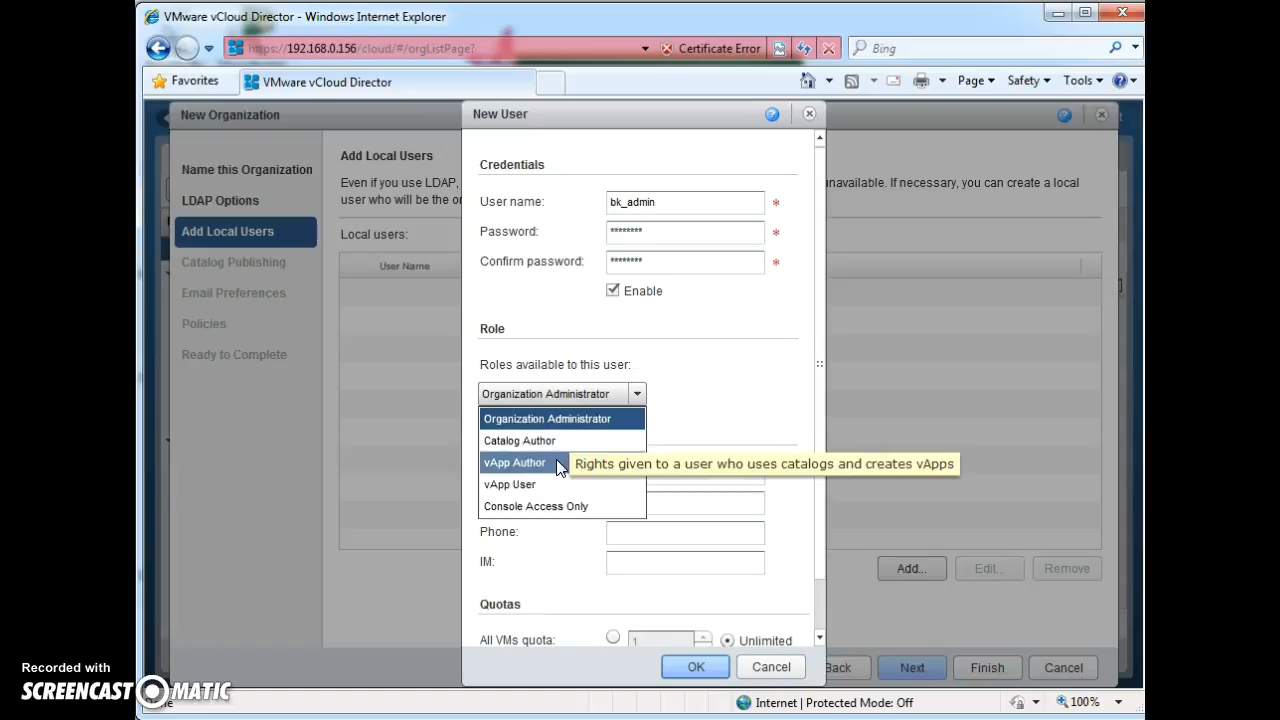 VMware vCloud Director - Windows Internet Explorer
https://192.168.0.156/cloud/#/orgListPage?
Certificate Error
Bing
Favorites
VMware vCloud Director
Page
Safety
Tools
New Organization
Name this Organization
LDAP Options
Add Local Users
Catalog Publishing
Email Preferences
Policies
Ready to Complete
Add Local Users
Even if you use LDAP,
unavailable. If necessary, you can create a local
user who will be the or
Local users:
User Name
New User
Credentials
User name:
bk_admin
*
Password:
********
*
Confirm password:
********
*
Enable
Role
Roles available to this user:
Organization Administrator
Organization Administrator
Catalog Author
vApp Author
Rights given to a user who uses catalogs and creates vApps
vApp User
Console Access Only
Phone:
IM:
Quotas
All VMs quota:
1
Unlimited
OK
Cancel
Add...
Edit...
Remove
Back
Next
Finish
Cancel
Internet | Protected Mode: Off
100%
Recorded with
SCREENCAST-O-MATIC